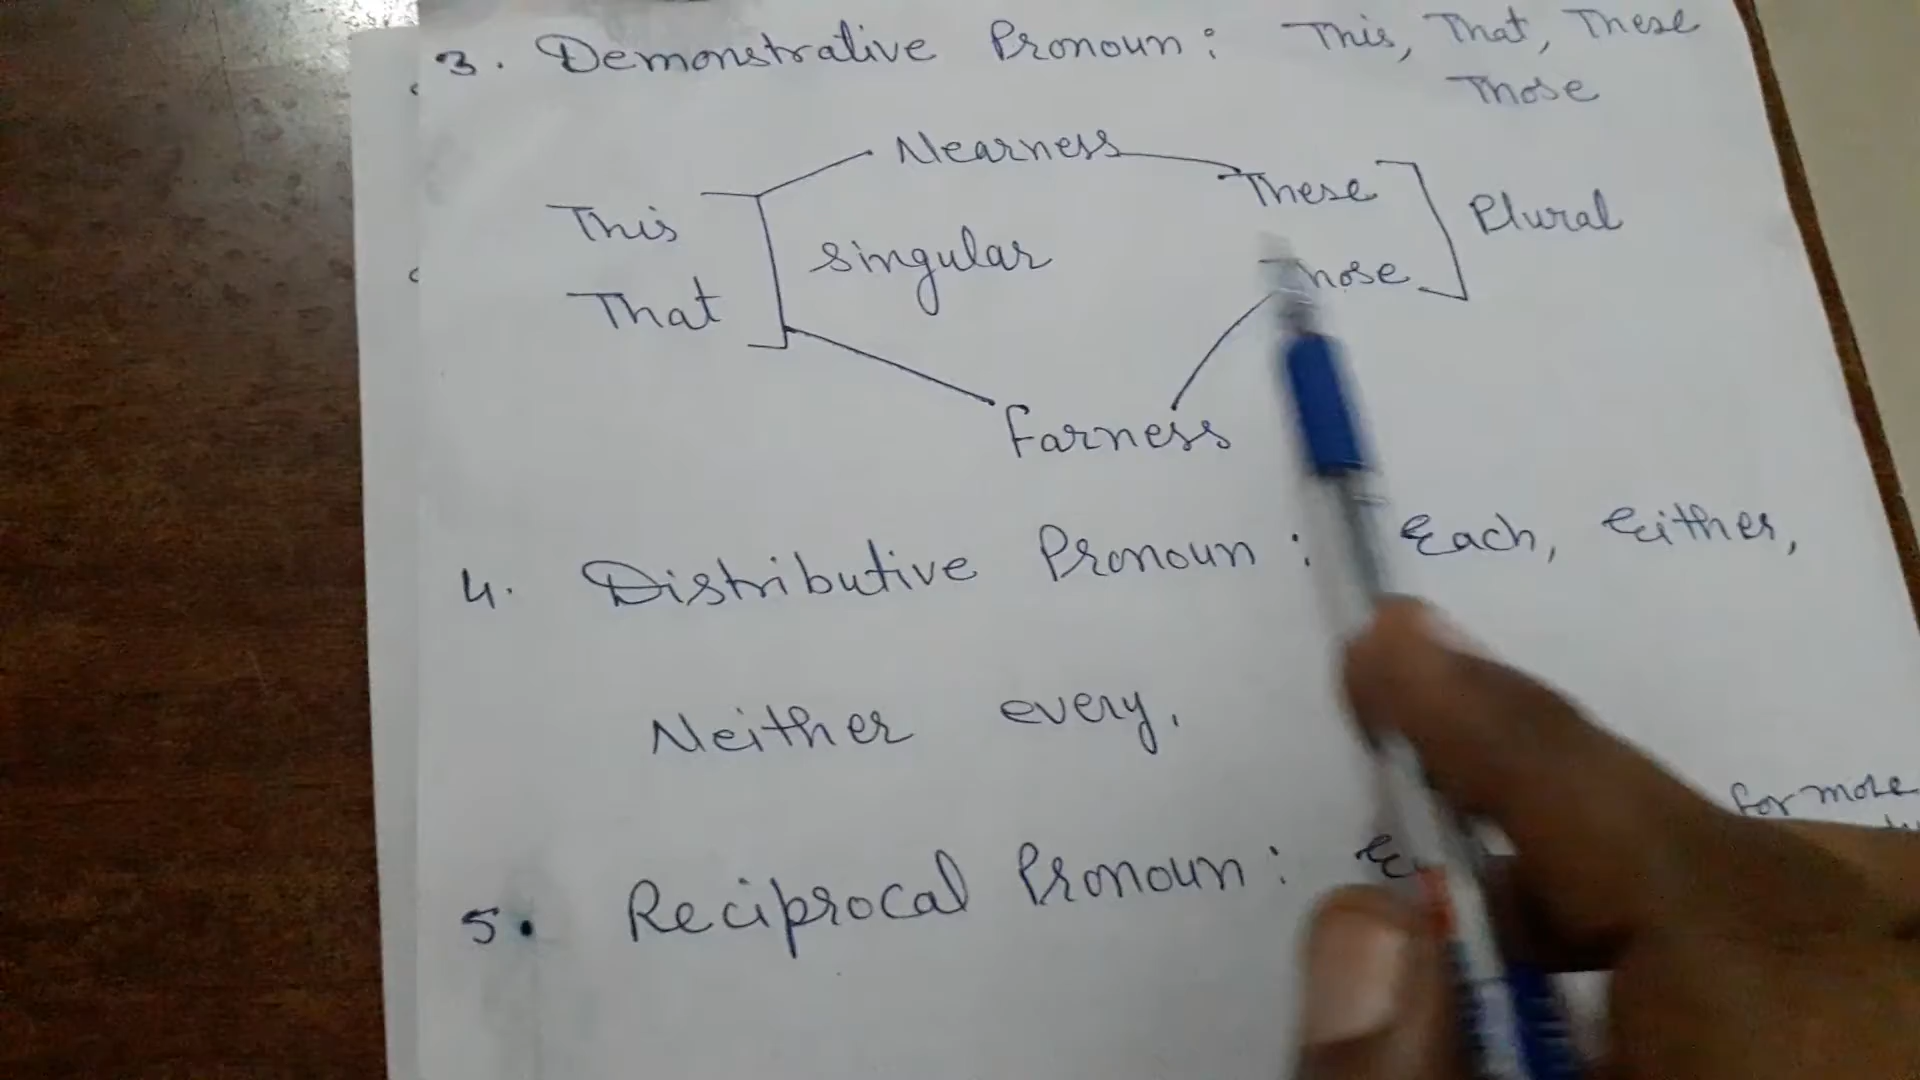 3. Demonstrative Pronoun: This, That, These
Those
Nearness
This
That
singular
These
Those
Plural
Farness
4. Distributive Pronoun: Each, Either,
Neither every.
for more
5. Reciprocal Pronoun: